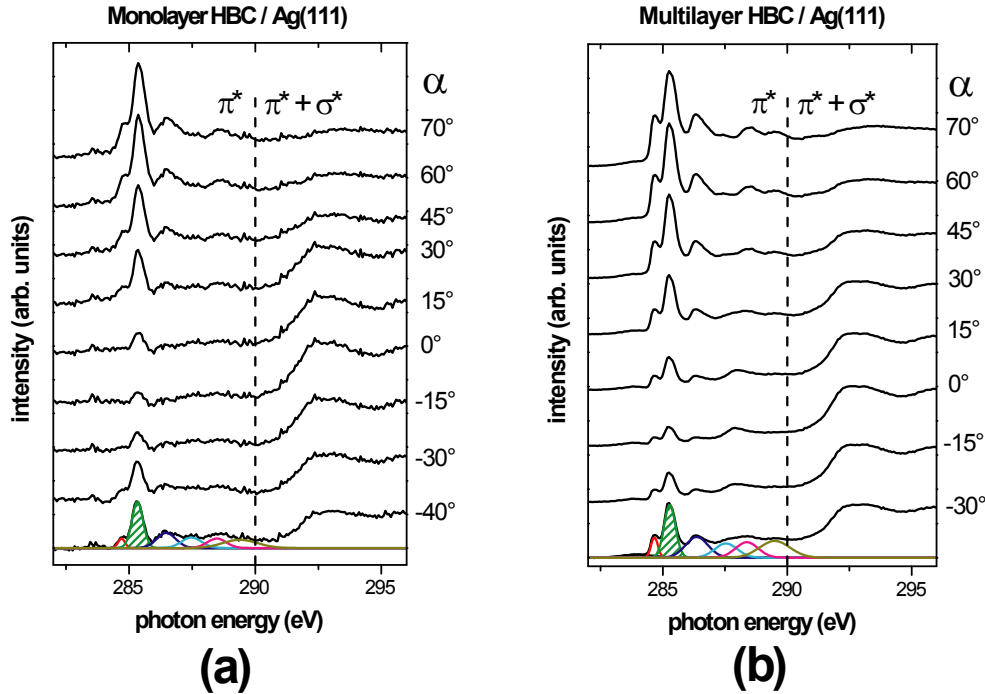 Monolayer HBC / Ag(111)
π* π* + σ*
α
70°
60°
45°
30°
15°
0°
-15°
-30°
-40°
intensity (arb. units)
285 290 295
photon energy (eV)
(a)
Multilayer HBC / Ag(111)
π* π* + σ*
α
70°
60°
45°
30°
15°
0°
-15°
-30°
intensity (arb. units)
285 290 295
photon energy (eV)
(b)